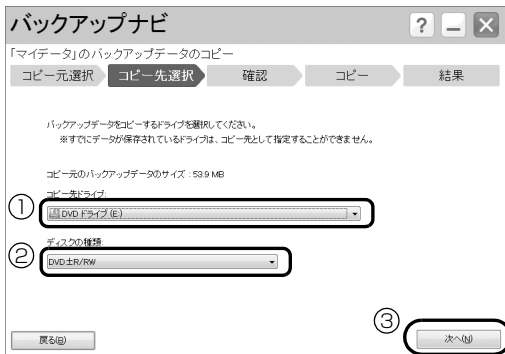 バックアップナビ
? － ×
「マイデータ」のバックアップデータのコピー
コピー元選択 コピー先選択 確認 コピー 結果
バックアップデータをコピーするドライブを選択してください。
※すでにデータが保存されているドライブは、コピー先として指定することができません。
コピー元のバックアップデータのサイズ : 53.9 MB
コピー先ドライブ:
① DVD ドライブ (E:)
ディスクの種類:
② DVD±R/RW
③
戻る(B) 次へ(N)